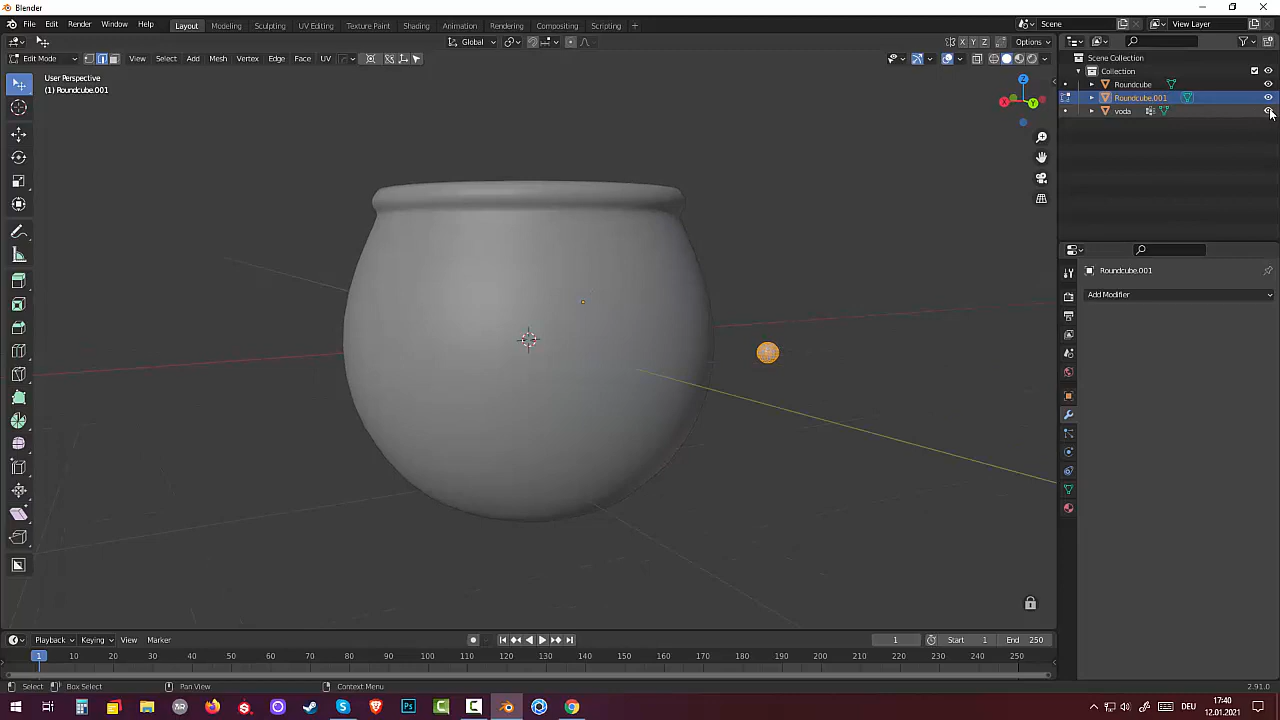 Blender
File Edit Render Window Help Layout Modeling Sculpting UV Editing Texture Paint Shading Animation Rendering Compositing Scripting + Scene View Layer
Global Options
Edit Mode View Select Add Mesh Vertex Edge Face UV X Y Z
User Perspective
(1) Roundcube.001
Z
X Y
Scene Collection
Collection
Roundcube
Roundcube.001
voda
Roundcube.001
Add Modifier
Playback Keying View Marker 1 Start 1 End 250
1 10 20 30 40 50 60 70 80 90 100 110 120 130 140 150 160 170 180 190 200 210 220 230 240 250
Select Box Select Pan View Context Menu 2.91.0
DEU 17:40
12.01.2021